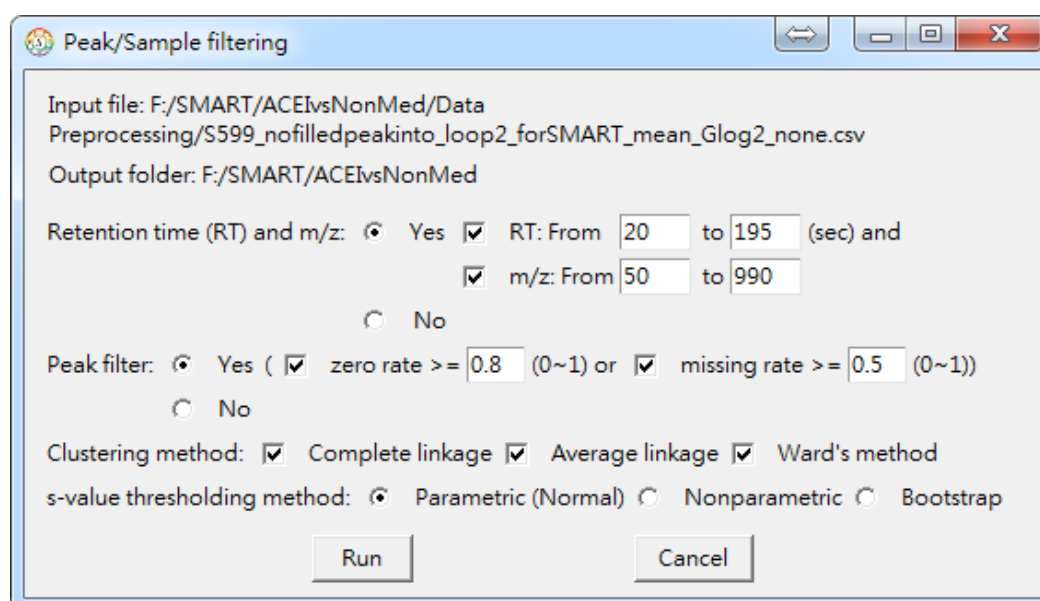 Peak/Sample filtering
Input file: F:/SMART/ACEIvsNonMed/Data
Preprocessing/S599_nofilledpeakinto_loop2_forSMART_mean_Glog2_none.csv
Output folder: F:/SMART/ACEIvsNonMed
Retention time (RT) and m/z: Yes RT: From 20 to 195 (sec) and
m/z: From 50 to 990
No
Peak filter: Yes ( zero rate >= 0.8 (0~1) or missing rate >= 0.5 (0~1))
No
Clustering method: Complete linkage Average linkage Ward's method
s-value thresholding method: Parametric (Normal) Nonparametric Bootstrap
Run Cancel